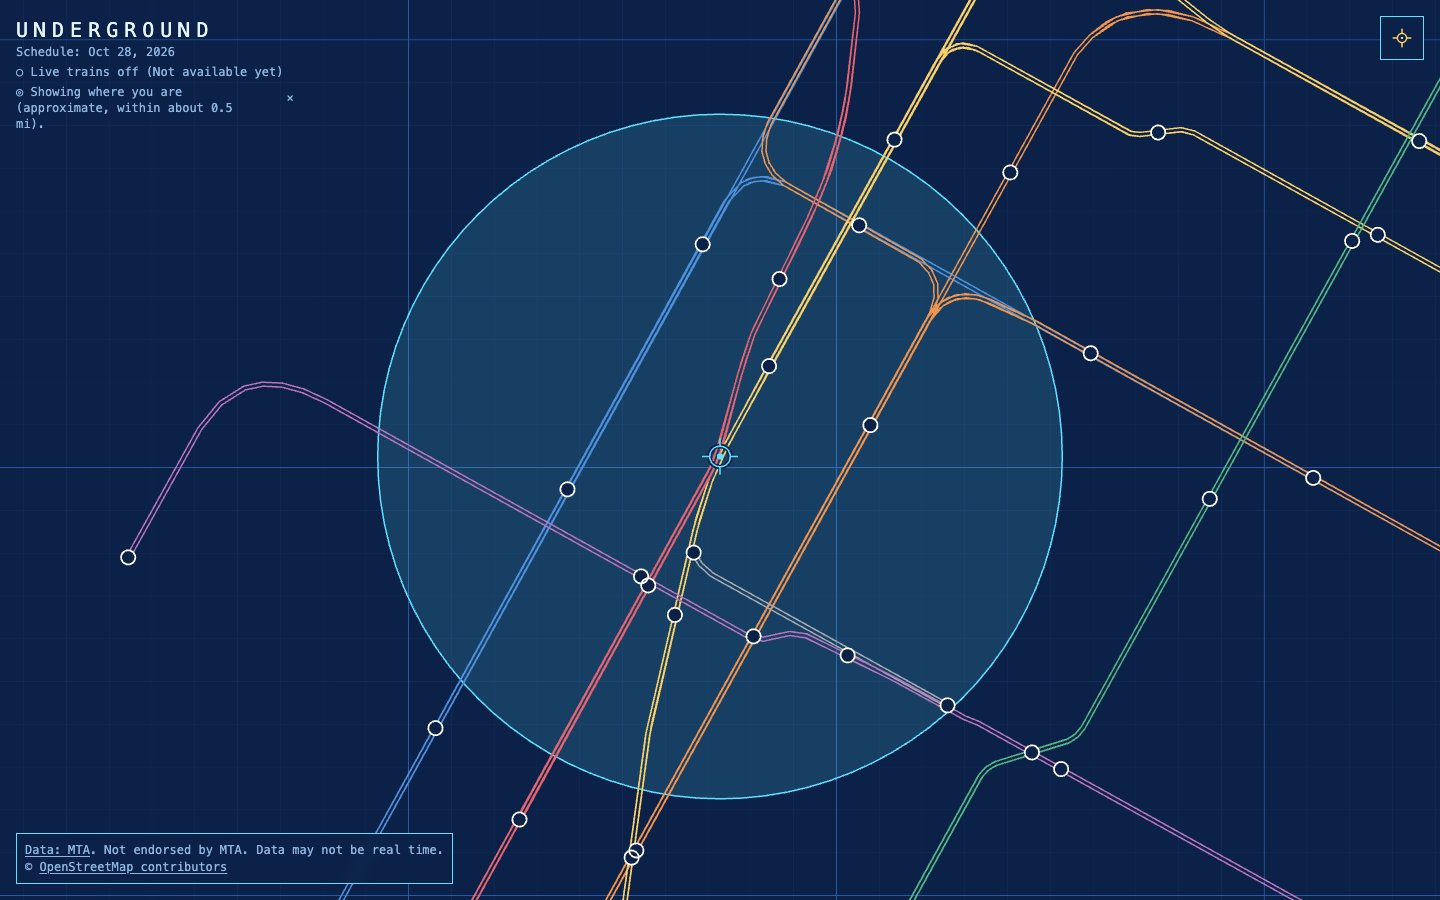 UNDERGROUND
Schedule: Oct 28, 2026
○ Live trains off (Not available yet)
◎ Showing where you are
(approximate, within about 0.5
mi).
×
Data: MTA. Not endorsed by MTA. Data may not be real time.
© OpenStreetMap contributors